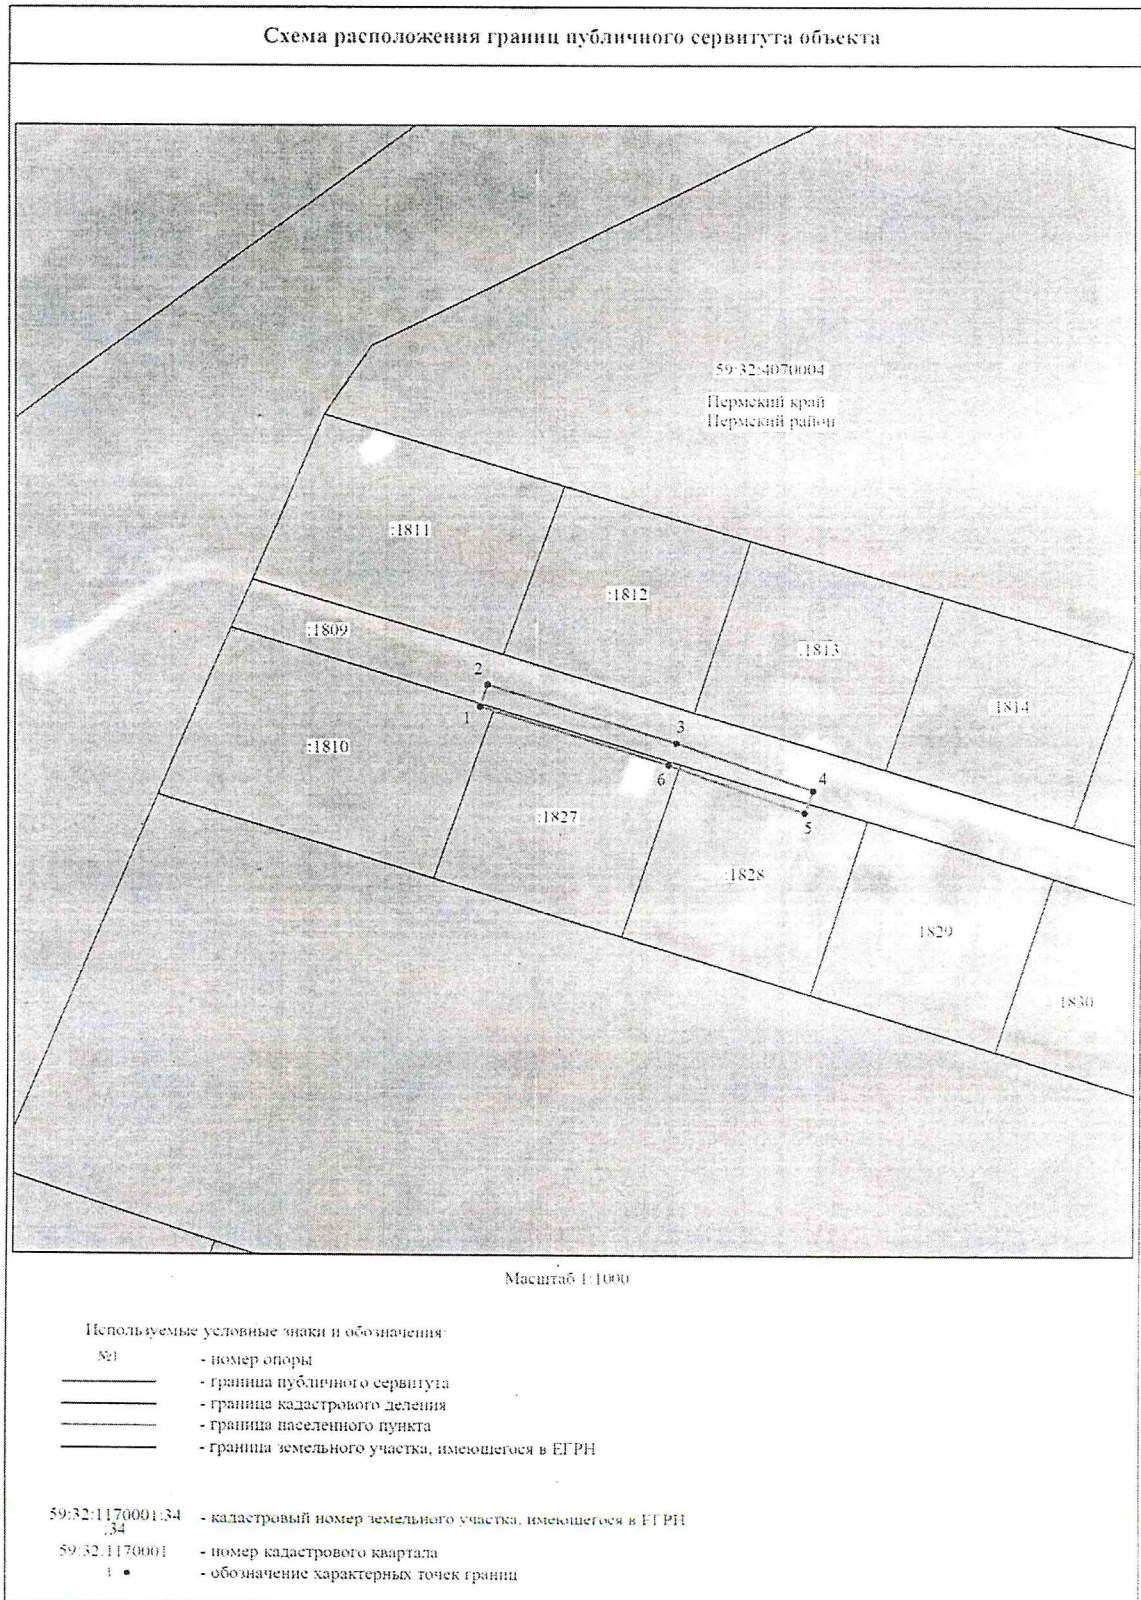 Схема расположения границ публичного сервитута объекта
59:32:4070004
Пермский край
Пермский район
:1811
:1812
:1809
:1813
2
1
3
:1814
:1810
6
4
5
:1827
:1828
1829
1830
Масштаб 1:1000
Используемые условные знаки и обозначения:
№1 - номер опоры
- граница публичного сервитута
- граница кадастрового деления
- граница населенного пункта
- граница земельного участка, имеющегося в ЕГРН
59:32:1170001:34 - кадастровый номер земельного участка, имеющегося в ЕГРН
:34
59:32:1170001 - номер кадастрового квартала
1 • - обозначение характерных точек границ